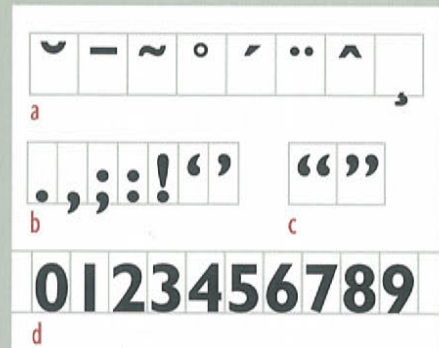 ˘ ¯ ˜ ° ´ ¨ ˆ ¸
a
. , ; : ! ‘ ’
b
“ ”
c
0123456789
d